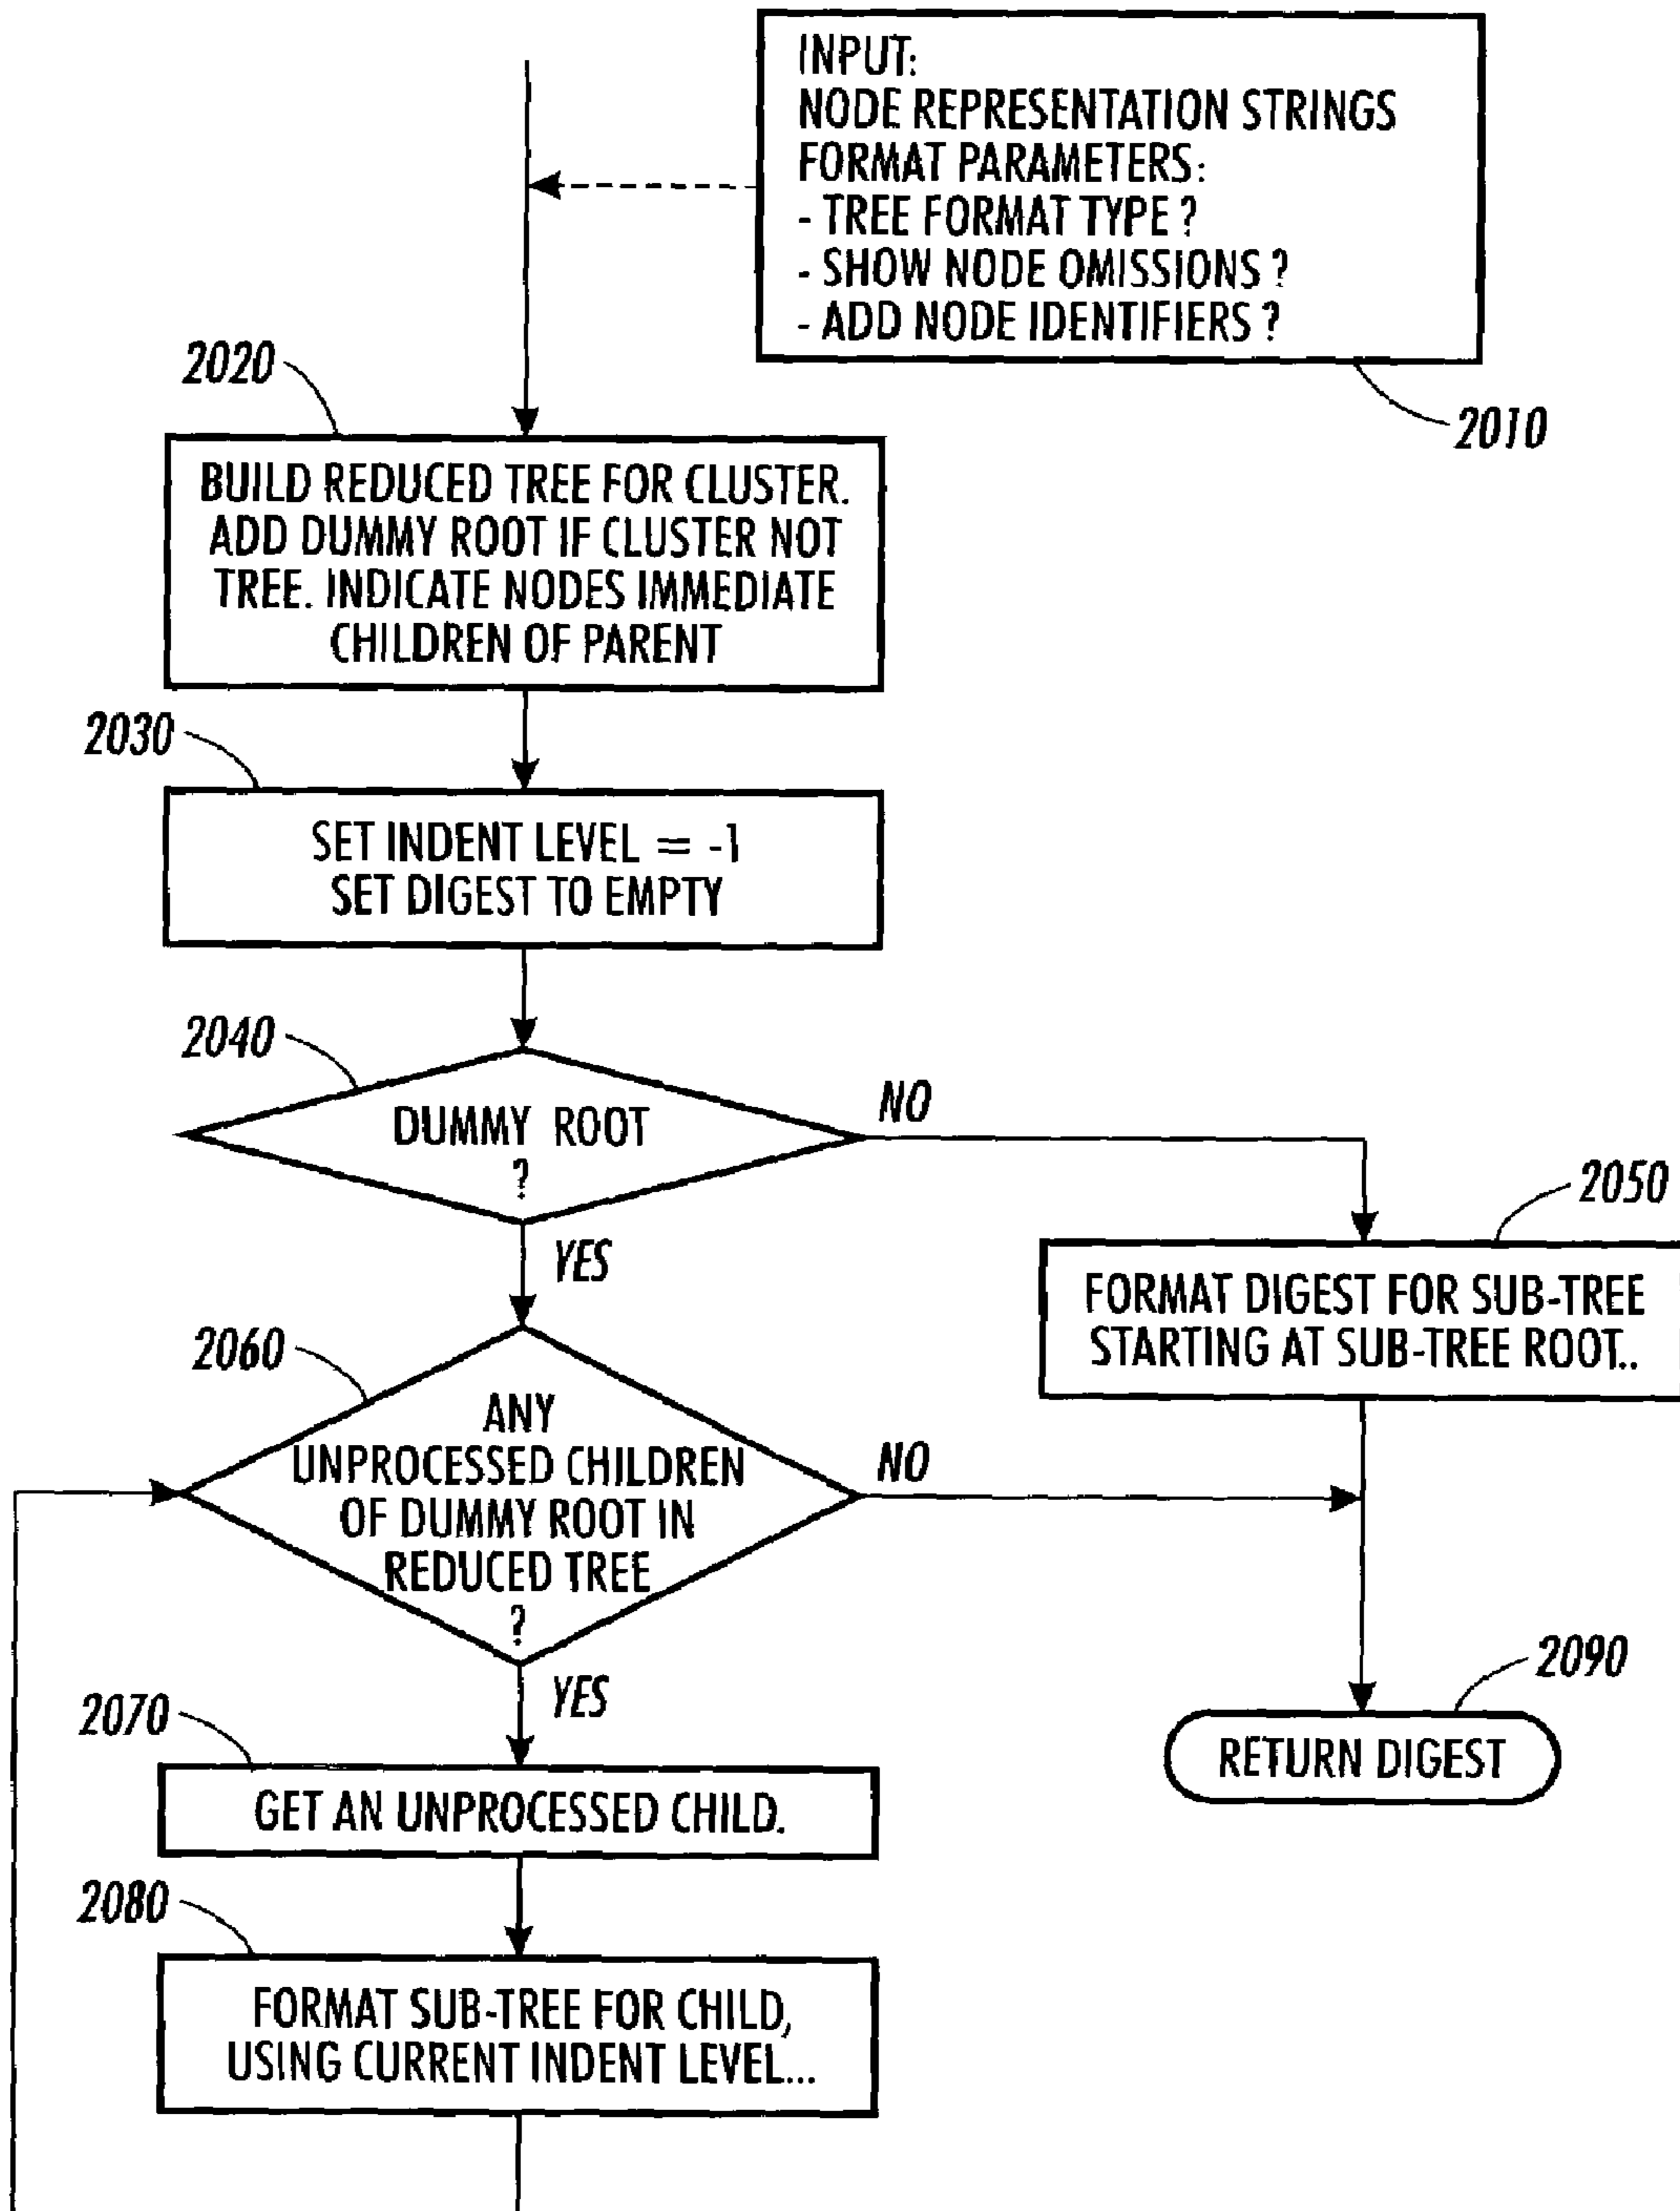 INPUT:
NODE REPRESENTATION STRINGS
FORMAT PARAMETERS:
- TREE FORMAT TYPE ?
- SHOW NODE OMISSIONS ?
- ADD NODE IDENTIFIERS ?
2010
2020
BUILD REDUCED TREE FOR CLUSTER.
ADD DUMMY ROOT IF CLUSTER NOT
TREE. INDICATE NODES IMMEDIATE
CHILDREN OF PARENT
2030
SET INDENT LEVEL = -1
SET DIGEST TO EMPTY
2040
DUMMY ROOT
?
NO
YES
2050
FORMAT DIGEST FOR SUB-TREE
STARTING AT SUB-TREE ROOT..
2060
ANY
UNPROCESSED CHILDREN
OF DUMMY ROOT IN
REDUCED TREE
?
NO
YES
2070
GET AN UNPROCESSED CHILD.
2080
FORMAT SUB-TREE FOR CHILD,
USING CURRENT INDENT LEVEL...
2090
RETURN DIGEST